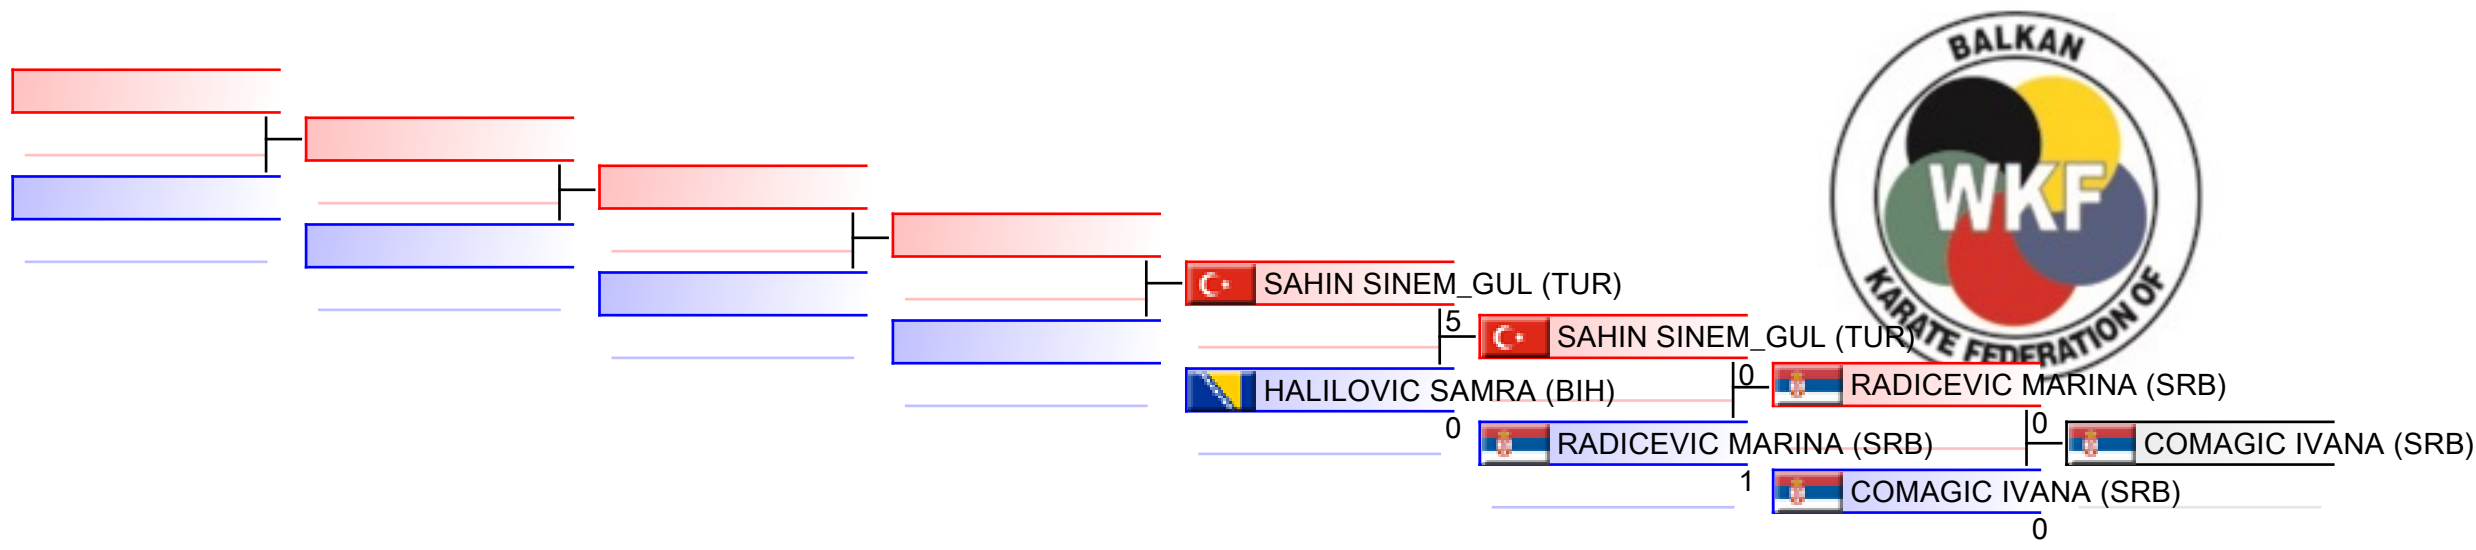 BALKAN
WKF
KARATE FEDERATION OF
SAHIN SINEM_GUL (TUR)
5
SAHIN SINEM_GUL (TUR)
HALILOVIC SAMRA (BIH)
0
0
RADICEVIC MARINA (SRB)
RADICEVIC MARINA (SRB)
1
0
COMAGIC IVANA (SRB)
COMAGIC IVANA (SRB)
0